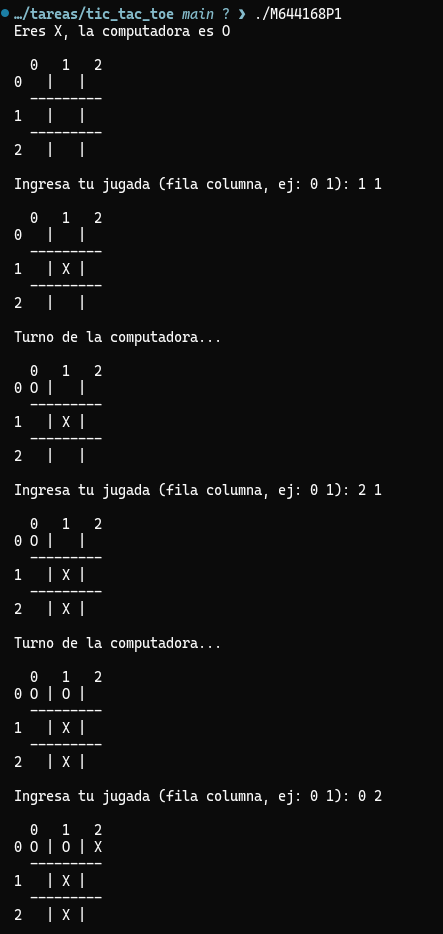 …/tareas/tic_tac_toe main ? ❯ ./M644168P1
Eres X, la computadora es O

  0   1   2
0   |   |
  ---------
1   |   |
  ---------
2   |   |

Ingresa tu jugada (fila columna, ej: 0 1): 1 1

  0   1   2
0   |   |
  ---------
1   | X |
  ---------
2   |   |

Turno de la computadora...

  0   1   2
0 O |   |
  ---------
1   | X |
  ---------
2   |   |

Ingresa tu jugada (fila columna, ej: 0 1): 2 1

  0   1   2
0 O |   |
  ---------
1   | X |
  ---------
2   | X |

Turno de la computadora...

  0   1   2
0 O | O |
  ---------
1   | X |
  ---------
2   | X |

Ingresa tu jugada (fila columna, ej: 0 1): 0 2

  0   1   2
0 O | O | X
  ---------
1   | X |
  ---------
2   | X |